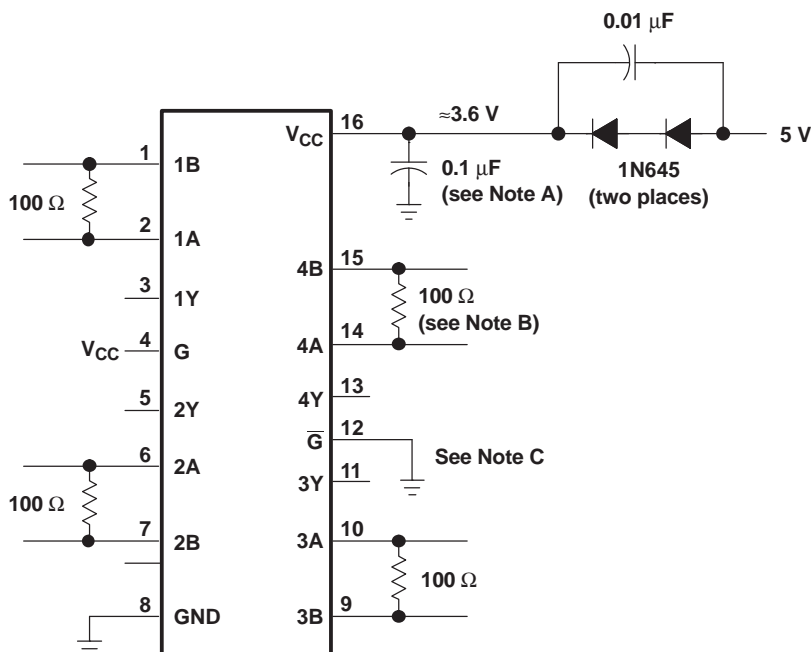 0.01 μF
≈3.6 V
5 V
1N645
(two places)
0.1 μF
(see Note A)
VCC
16
1
1B
100 Ω
2
1A
3
1Y
VCC
4
G
5
2Y
6
2A
100 Ω
7
2B
8
GND
4B
15
100 Ω
(see Note B)
4A
14
4Y
13
G̅
12
See Note C
3Y
11
3A
10
100 Ω
3B
9